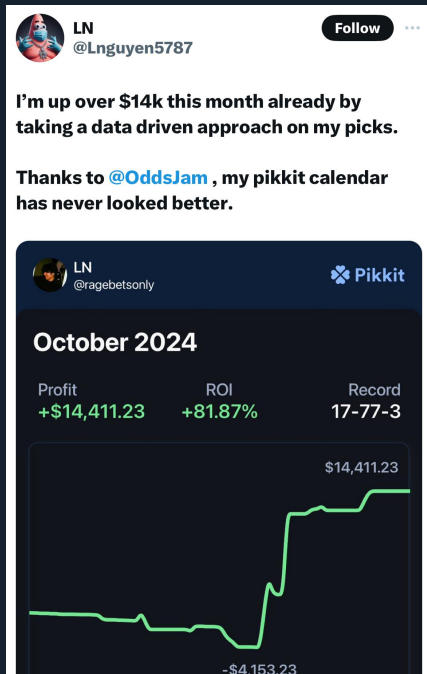 LN
Follow
@Lnguyen5787
I’m up over $14k this month already by
taking a data driven approach on my picks.
Thanks to @OddsJam , my pikkit calendar
has never looked better.
LN
@ragebetsonly
Pikkit
October 2024
Profit
ROI
Record
+$14,411.23
+81.87%
17-77-3
$14,411.23
-$4,153.23